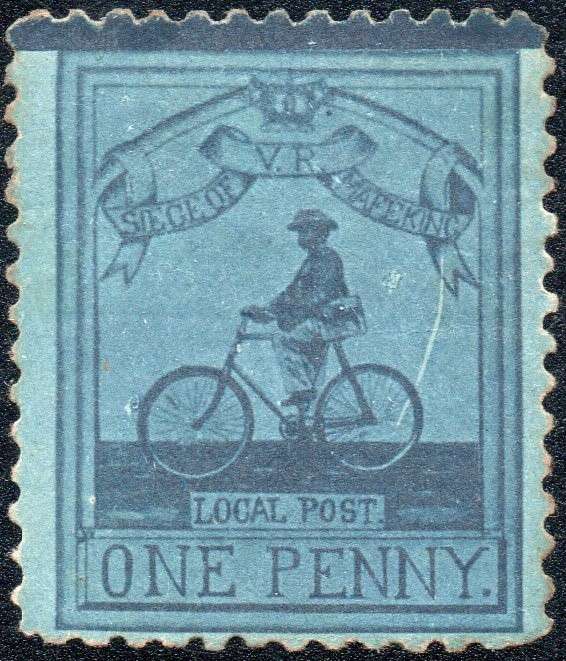 V.R.
SIEGE OF MAFEKING
LOCAL POST.
ONE PENNY.